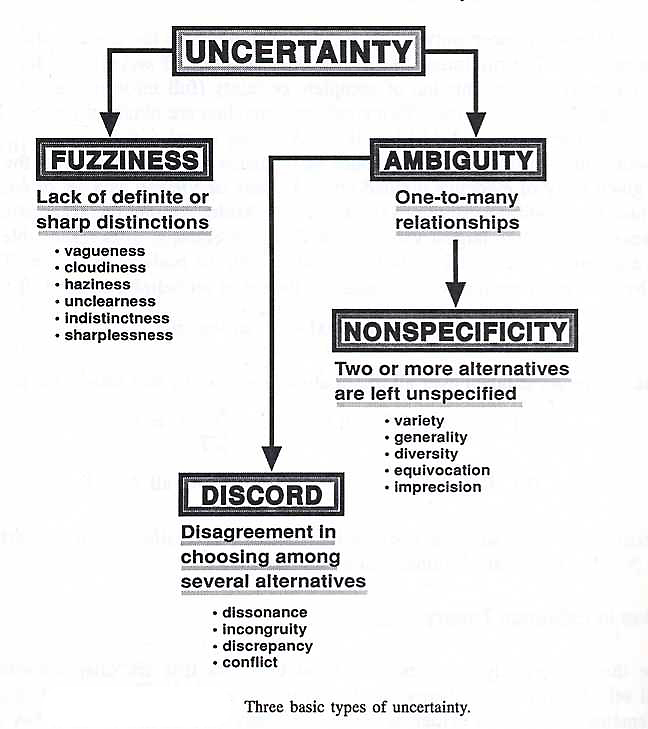 UNCERTAINTY
FUZZINESS
Lack of definite or
sharp distinctions
• vagueness
• cloudiness
• haziness
• unclearness
• indistinctness
• sharplessness
AMBIGUITY
One-to-many
relationships
NONSPECIFICITY
Two or more alternatives
are left unspecified
• variety
• generality
• diversity
• equivocation
• imprecision
DISCORD
Disagreement in
choosing among
several alternatives
• dissonance
• incongruity
• discrepancy
• conflict
Three basic types of uncertainty.